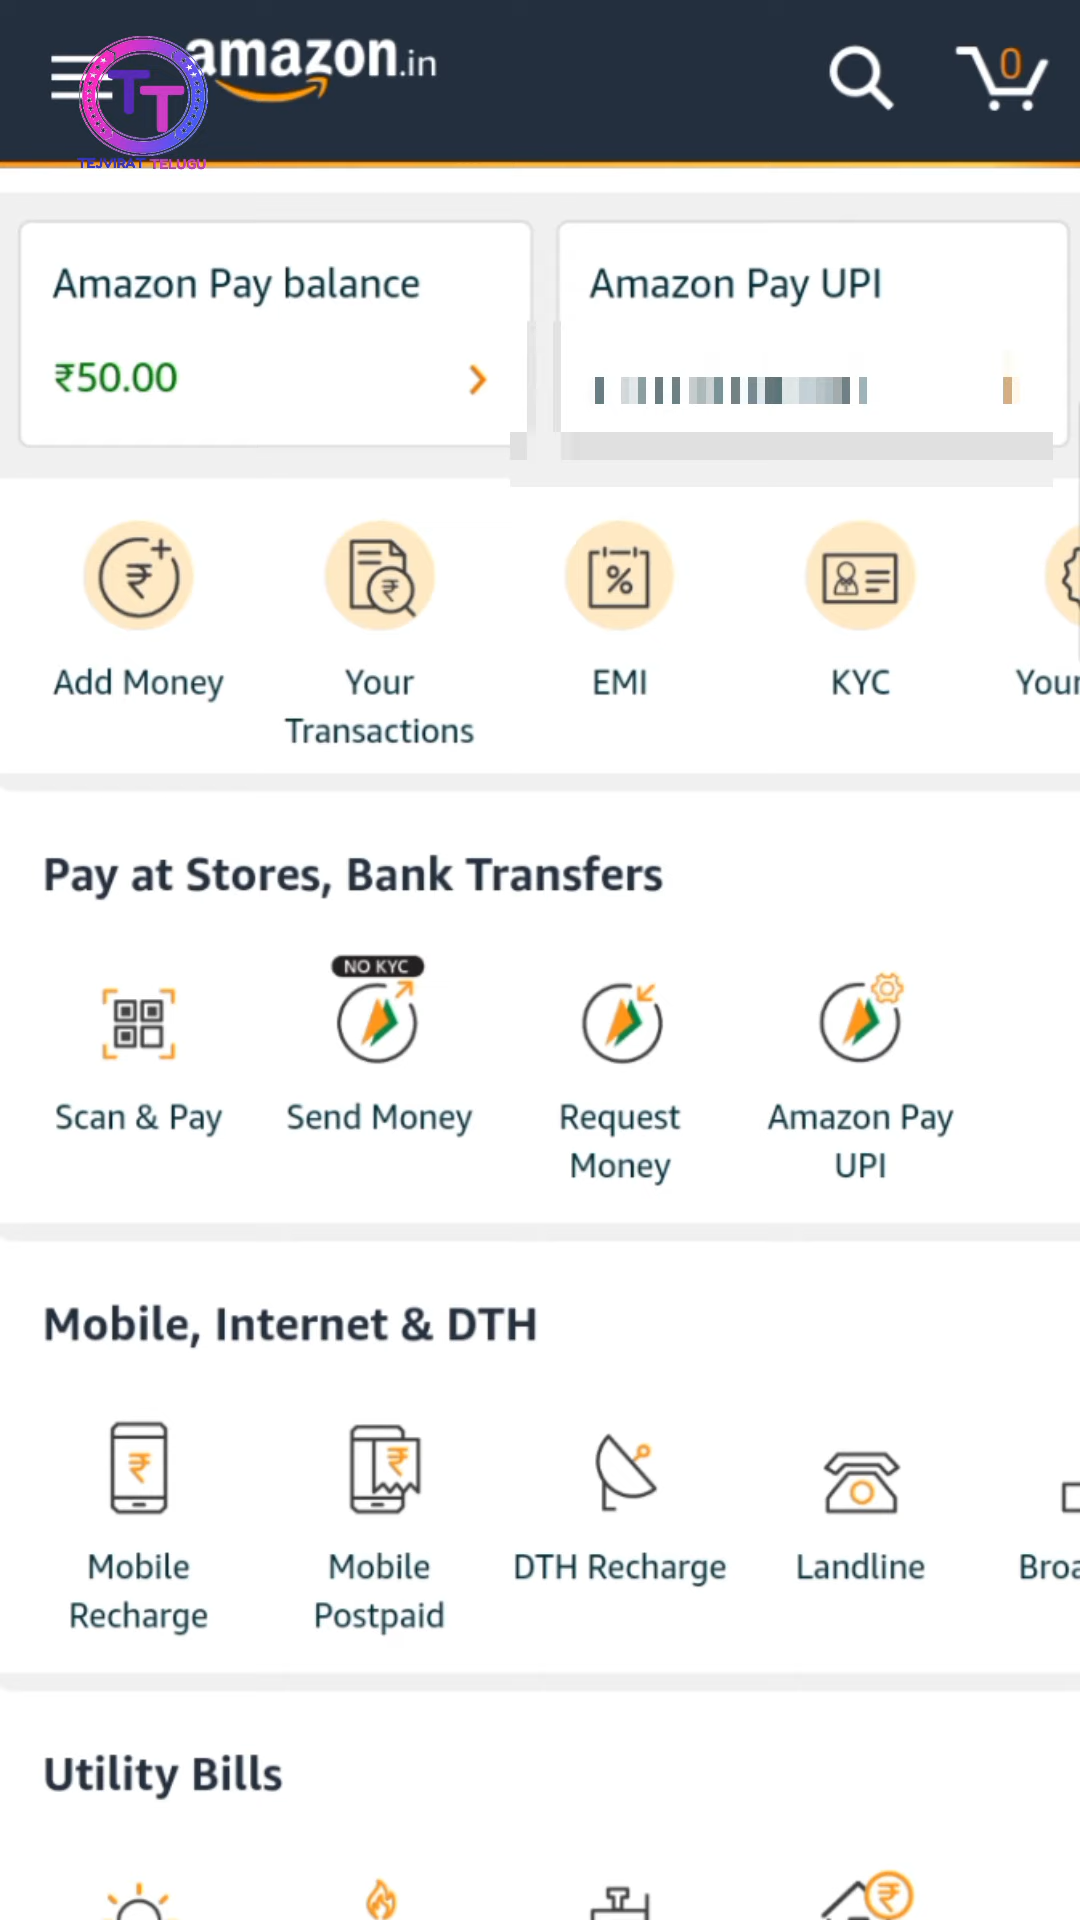 amazon.in
0
TT
TEJVIRAT TELUGU
Amazon Pay balance
Amazon Pay UPI
₹50.00
Add Money
Your
Transactions
EMI
KYC
Your
Pay at Stores, Bank Transfers
NO KYC
Scan & Pay
Send Money
Request
Money
Amazon Pay
UPI
Mobile, Internet & DTH
Mobile
Recharge
Mobile
Postpaid
DTH Recharge
Landline
Utility Bills